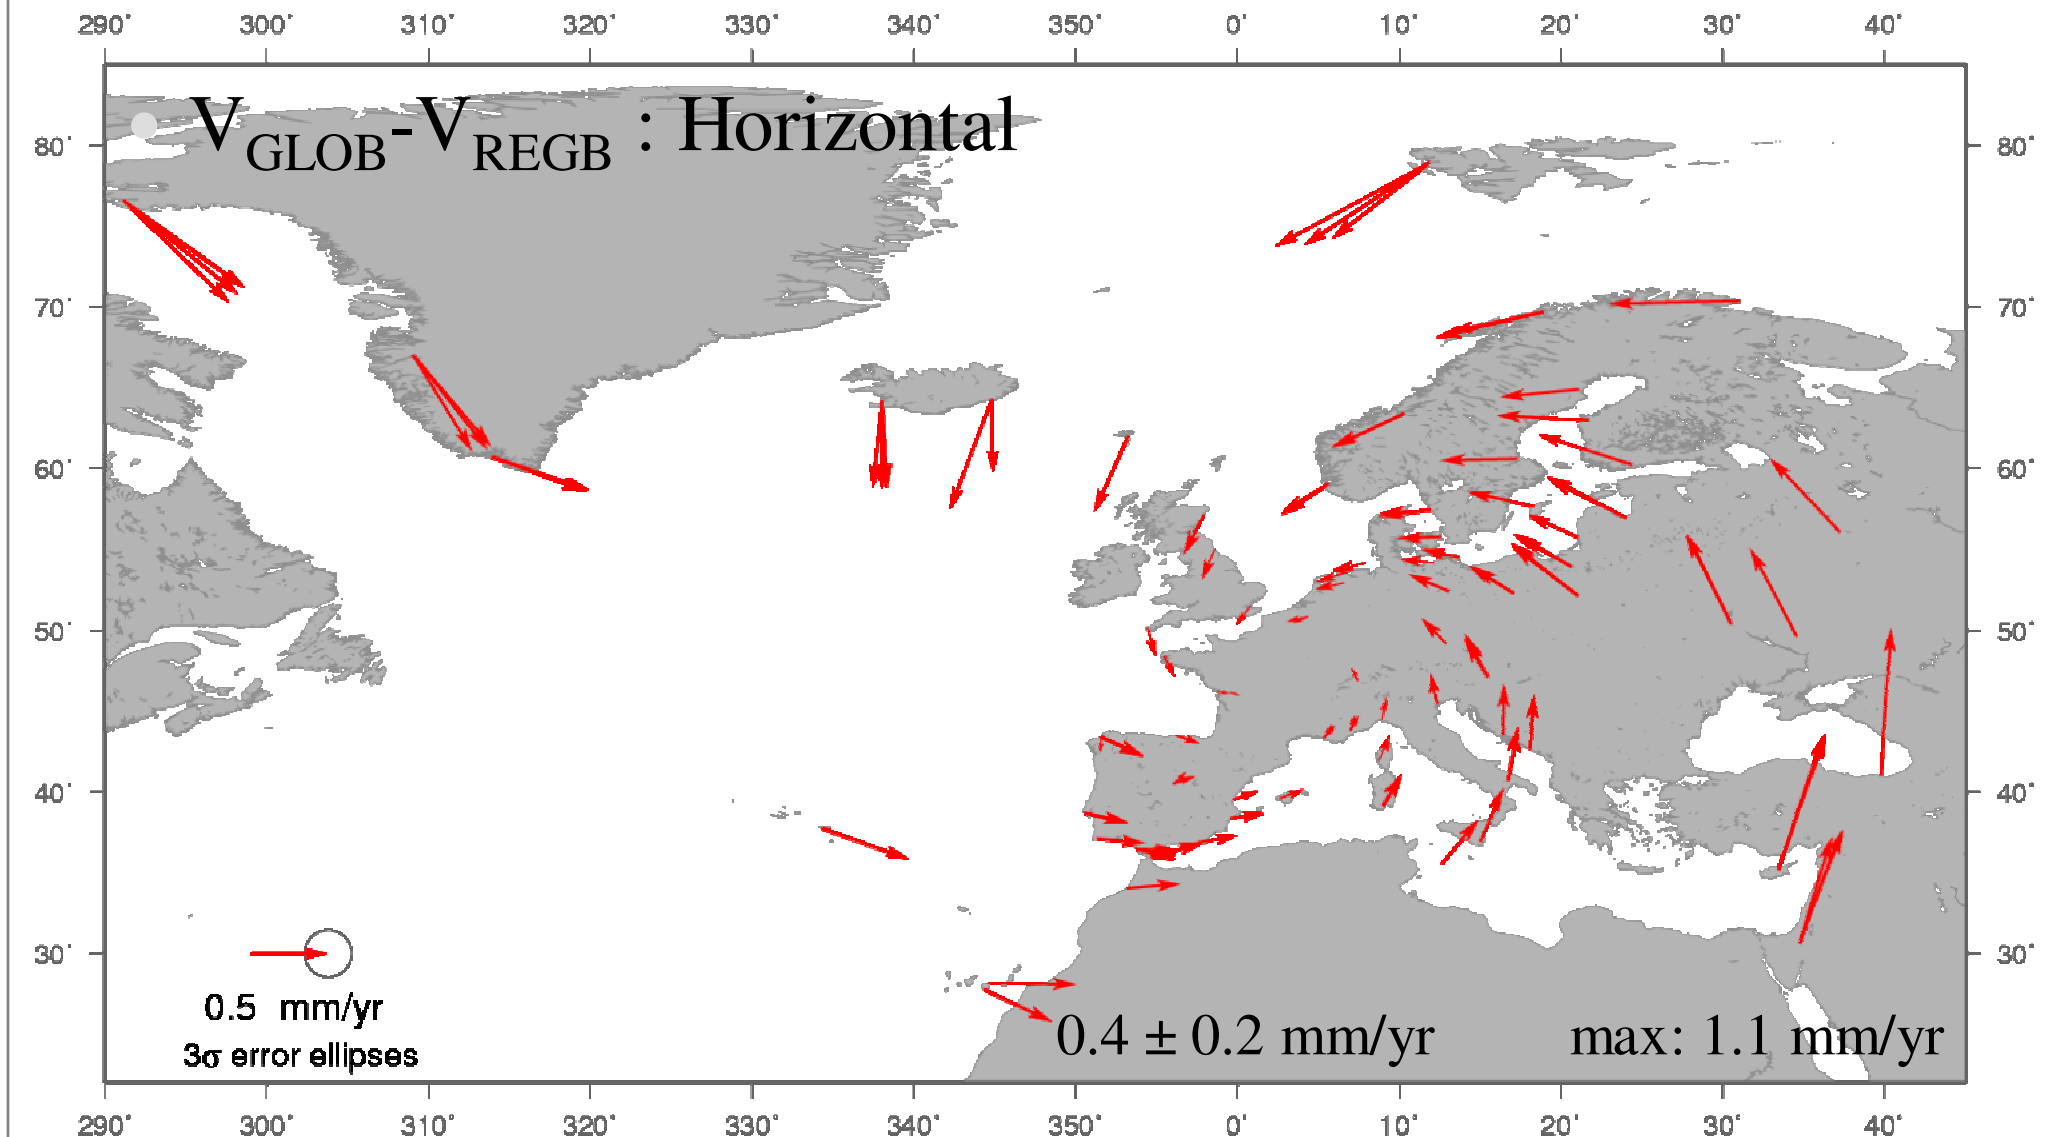 290° 300° 310° 320° 330° 340° 350° 0° 10° 20° 30° 40°
V_GLOB-V_REGB : Horizontal
80° 80°
70° 70°
60° 60°
50° 50°
40° 40°
30° 30°
0.5 mm/yr
3σ error ellipses
0.4 ± 0.2 mm/yr max: 1.1 mm/yr
290° 300° 310° 320° 330° 340° 350° 0° 10° 20° 30° 40°